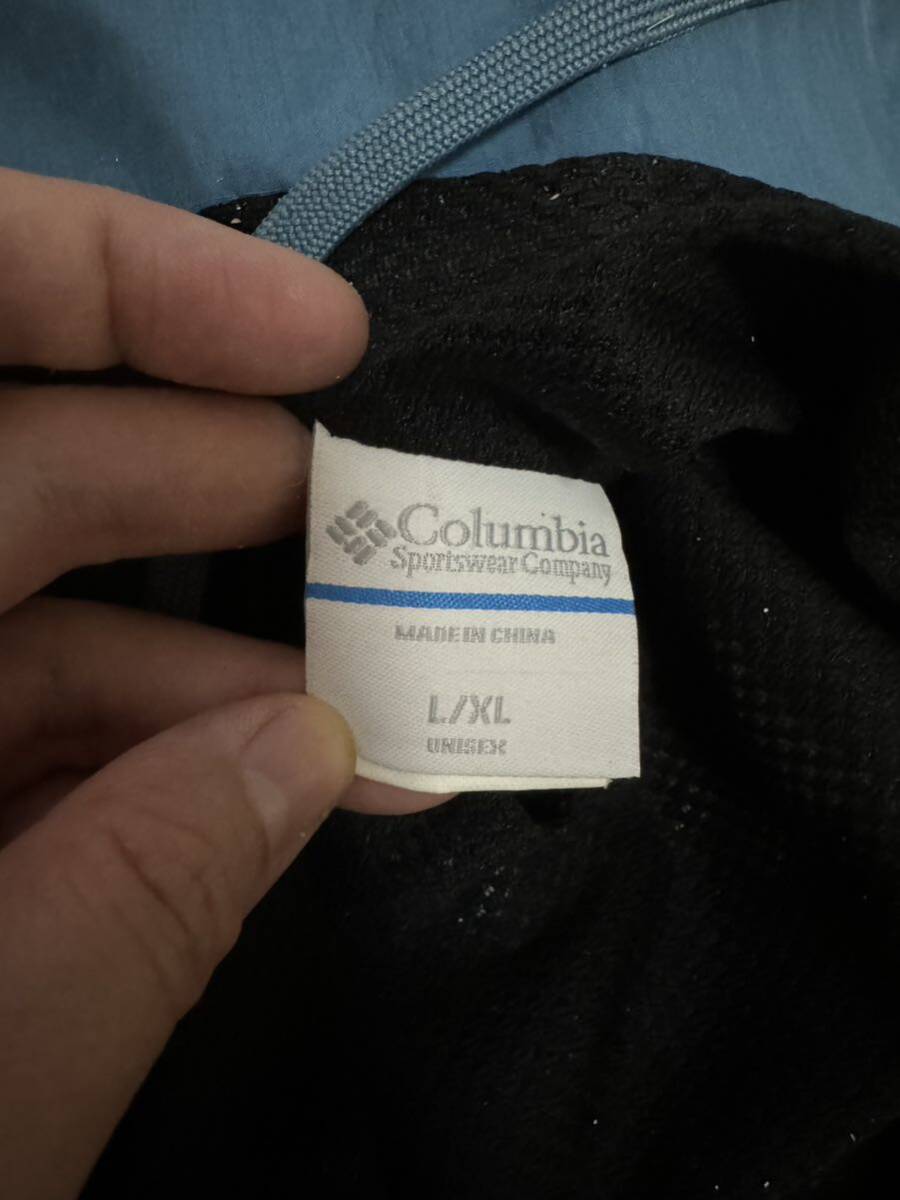 Columbia
Sportswear Company
MADE IN CHINA
L/XL
UNISEX